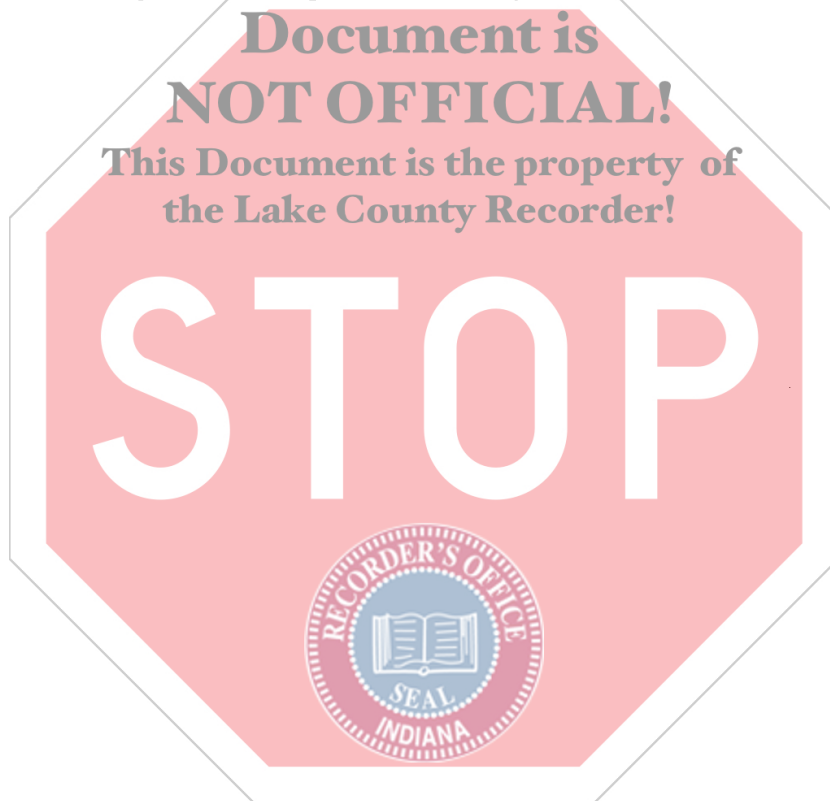 Document is
NOT OFFICIAL!
This Document is the property of
the Lake County Recorder!
STOP
RECORDER'S OFFICE
SEAL
INDIANA